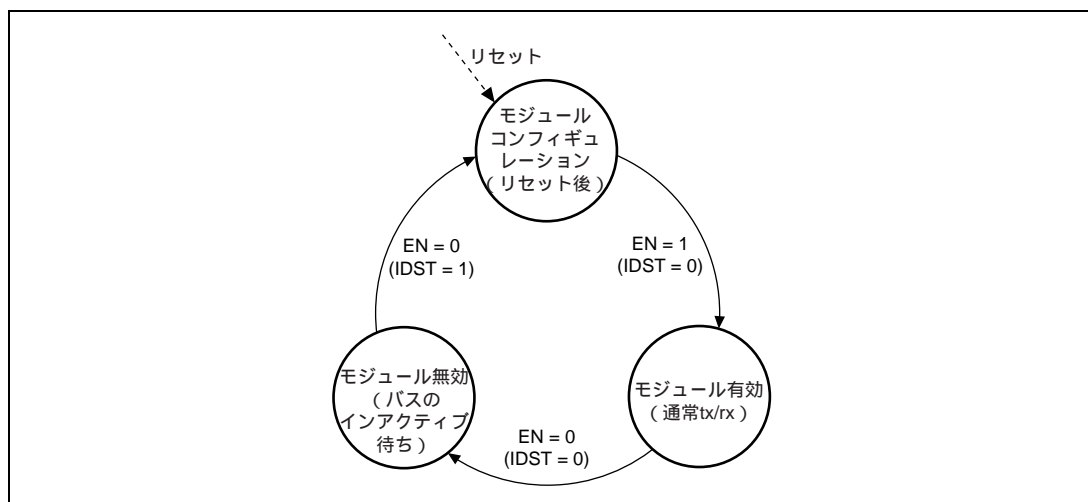 リセット
モジュール
コンフィギュ
レーション
（リセット後）
EN = 0
(IDST = 1)
EN = 1
(IDST = 0)
モジュール無効
（バスの
インアクティブ
待ち）
モジュール有効
（通常tx/rx）
EN = 0
(IDST = 0)